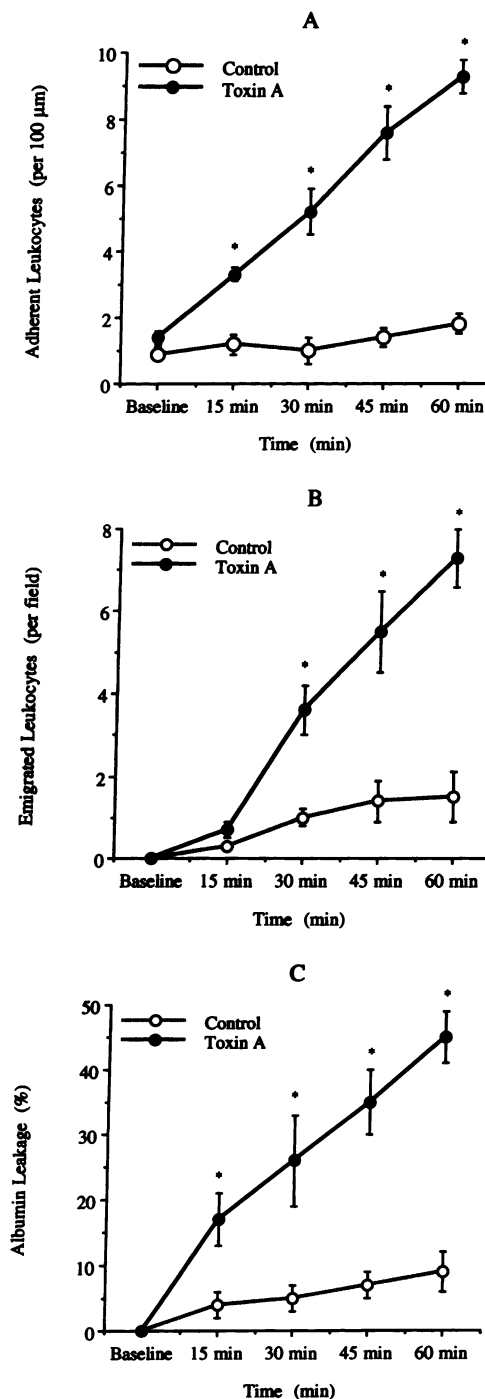 A
Control
Toxin A
Adherent Leukocytes (per 100 μm)
10
8
6
4
2
0
*
*
*
*
Baseline 15 min 30 min 45 min 60 min
Time (min)
B
Control
Toxin A
Emigrated Leukocytes (per field)
8
6
4
2
0
*
*
*
Baseline 15 min 30 min 45 min 60 min
Time (min)
C
Control
Toxin A
Albumin Leakage (%)
50
40
30
20
10
0
*
*
*
*
Baseline 15 min 30 min 45 min 60 min
Time (min)